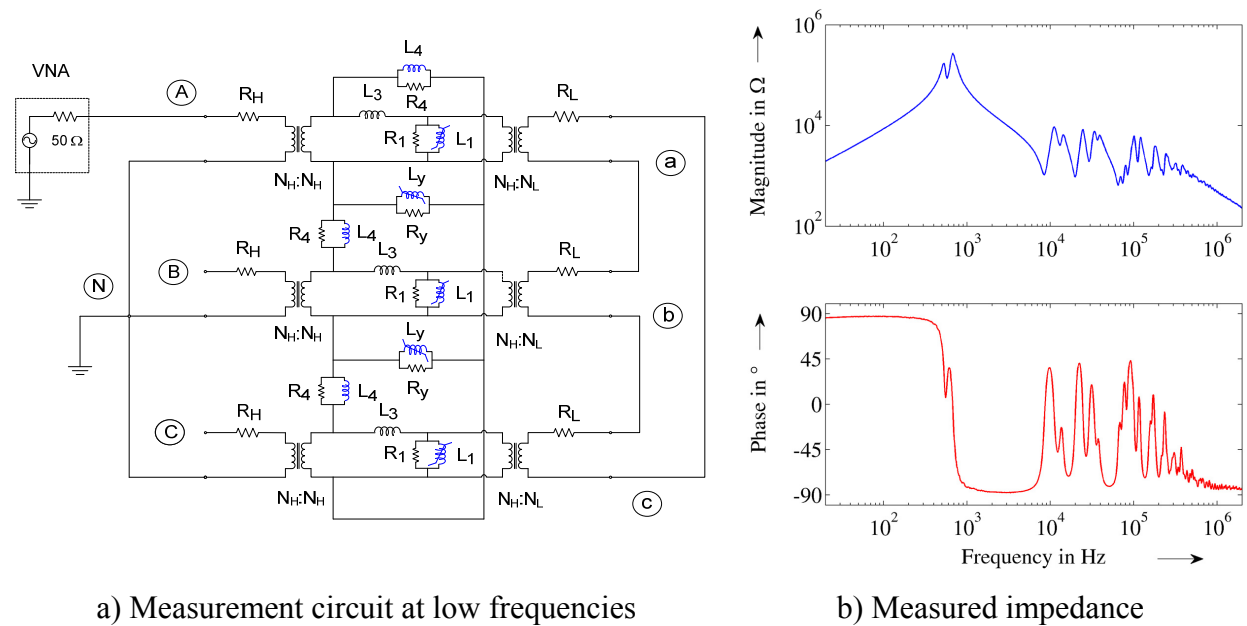 VNA
50 Ω
A
R_H
N_H:N_H
L_4
R_4
L_3
R_1
L_1
N_H:N_L
R_L
a
L_y
R_y
R_4
L_4
B
R_H
N
N_H:N_H
L_3
R_1
L_1
N_H:N_L
R_L
b
L_y
R_y
R_4
L_4
C
R_H
N_H:N_H
L_3
R_1
L_1
N_H:N_L
R_L
c
a) Measurement circuit at low frequencies
Magnitude in Ω
10^6
10^4
10^2
10^2 10^3 10^4 10^5 10^6
Phase in °
90
45
0
-45
-90
10^2 10^3 10^4 10^5 10^6
Frequency in Hz
b) Measured impedance